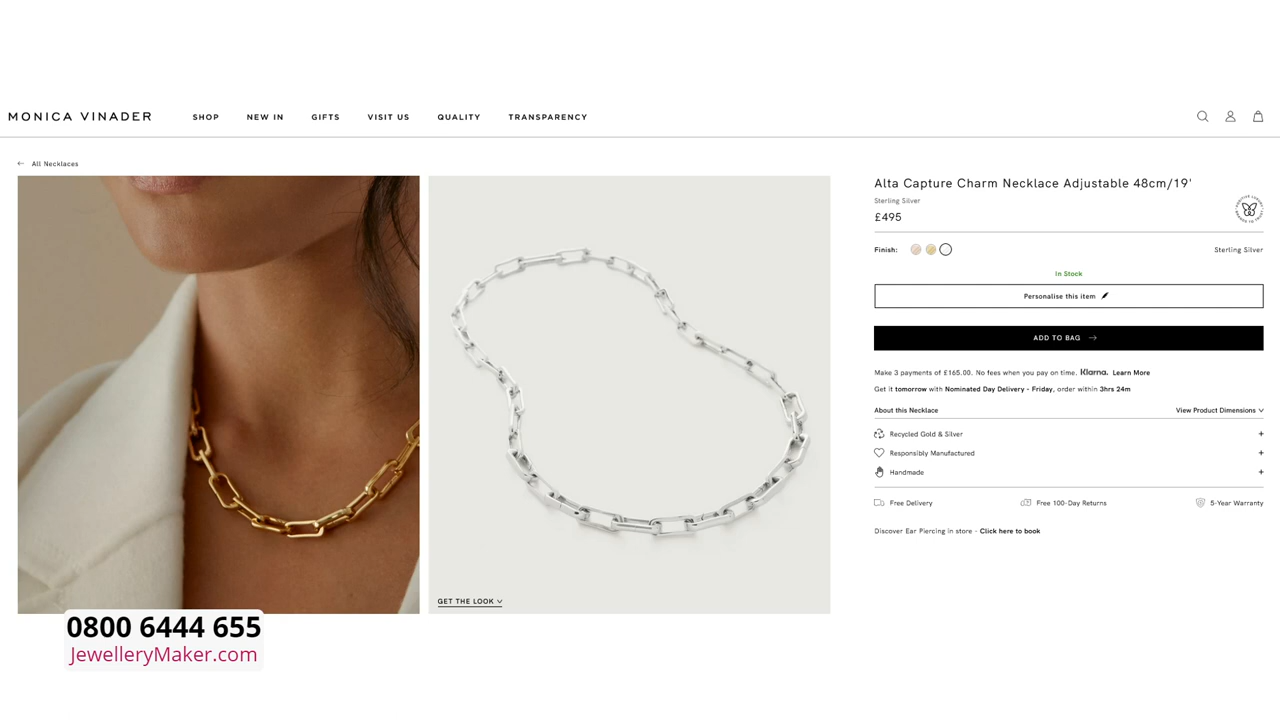 MONICA VINADER
SHOP NEW IN GIFTS VISIT US QUALITY TRANSPARENCY
← All Necklaces
Alta Capture Charm Necklace Adjustable 48cm/19'
Sterling Silver
£495
Finish:
Sterling Silver
In Stock
Personalise this item
ADD TO BAG →
Make 3 payments of £165.00. No fees when you pay on time. Klarna. Learn More
Get it tomorrow with Nominated Day Delivery - Friday, order within 3hrs 24m
About this Necklace
View Product Dimensions
Recycled Gold & Silver +
Responsibly Manufactured +
Handmade +
Free Delivery
Free 100-Day Returns
5-Year Warranty
Discover Ear Piercing in store - Click here to book
GET THE LOOK
0800 6444 655
JewelleryMaker.com